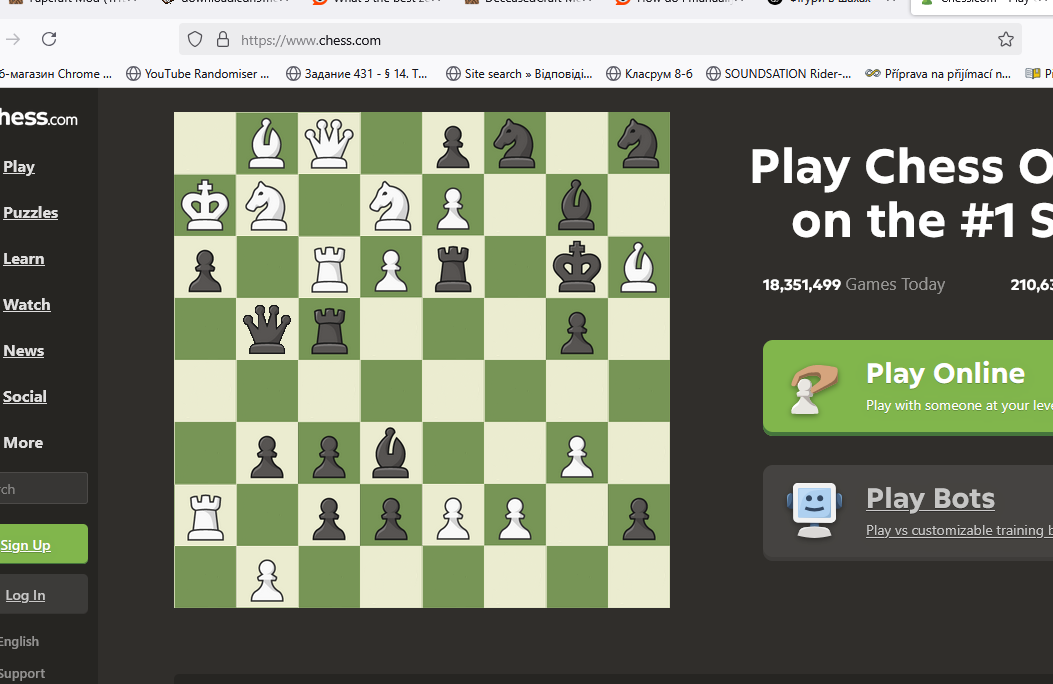 https://www.chess.com
б-магазин Chrome ... YouTube Randomiser ... Задание 431 - § 14. Т... Site search » Відповіді... Класрум 8-6 SOUNDSATION Rider-... Příprava na přijímací n...
hess.com
Play
Puzzles
Learn
Watch
News
Social
More
rch
Sign Up
Log In
English
Support
Play Chess O
on the #1 S
18,351,499 Games Today 210,63
Play Online
Play with someone at your leve
Play Bots
Play vs customizable training b